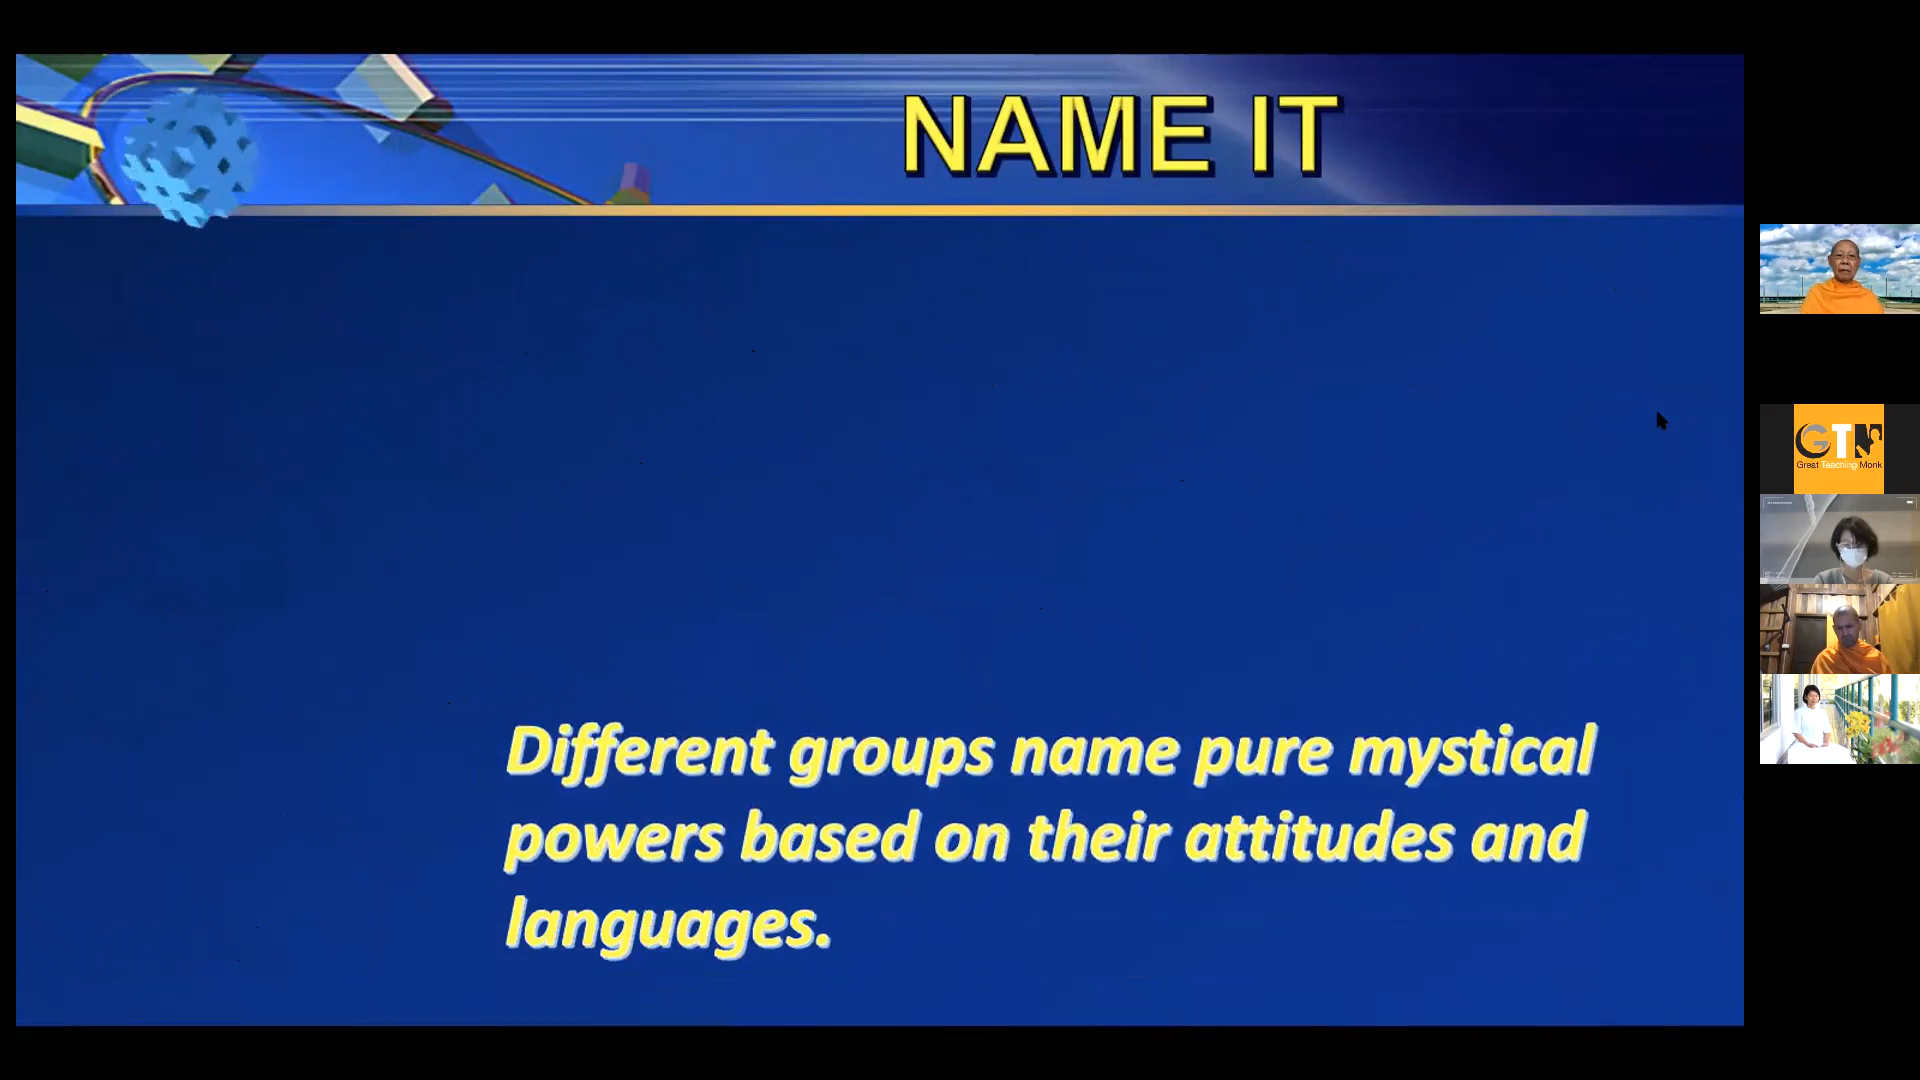 NAME IT
Different groups name pure mystical
powers based on their attitudes and
languages.
GTM
Great Teaching Monk